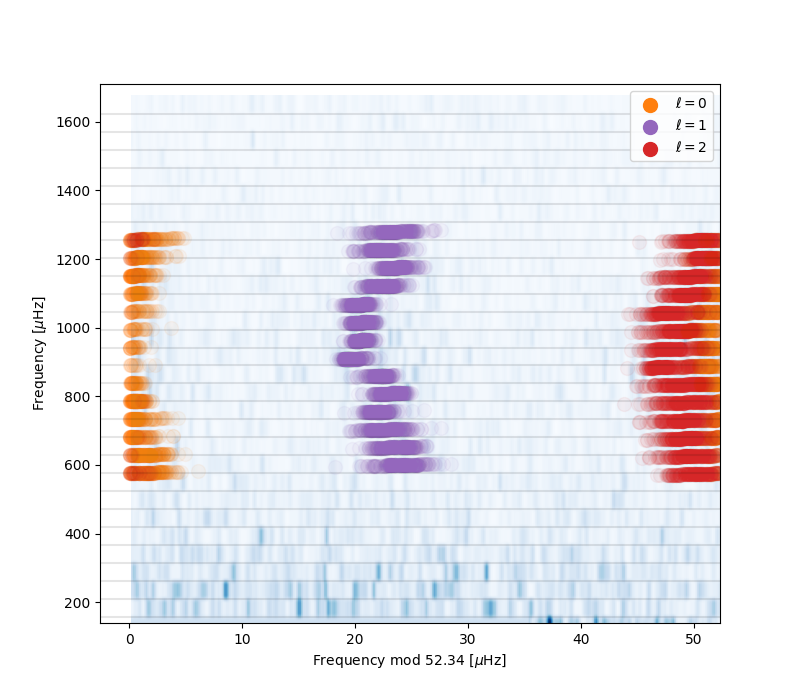 ℓ = 0
ℓ = 1
ℓ = 2
1600
1400
1200
1000
800
600
400
200
Frequency [μHz]
0 10 20 30 40 50
Frequency mod 52.34 [μHz]